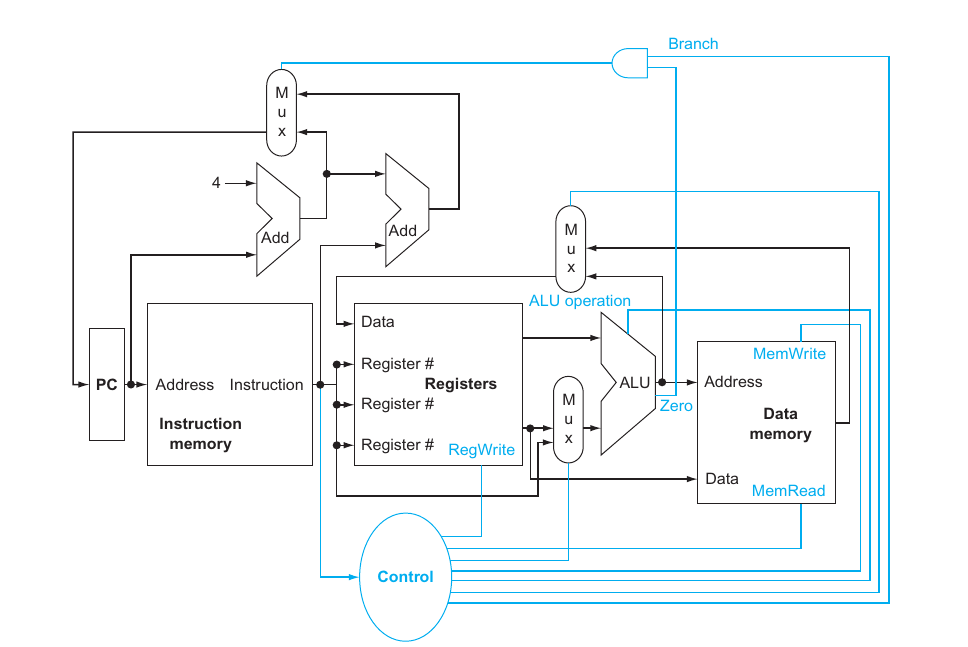 Branch
M
u
x
4
Add
Add
M
u
x
ALU operation
Data
Register #
Register #
Register #
Registers
RegWrite
PC
Address
Instruction
Instruction
memory
M
u
x
ALU
Zero
MemWrite
Address
Data
memory
Data
MemRead
Control